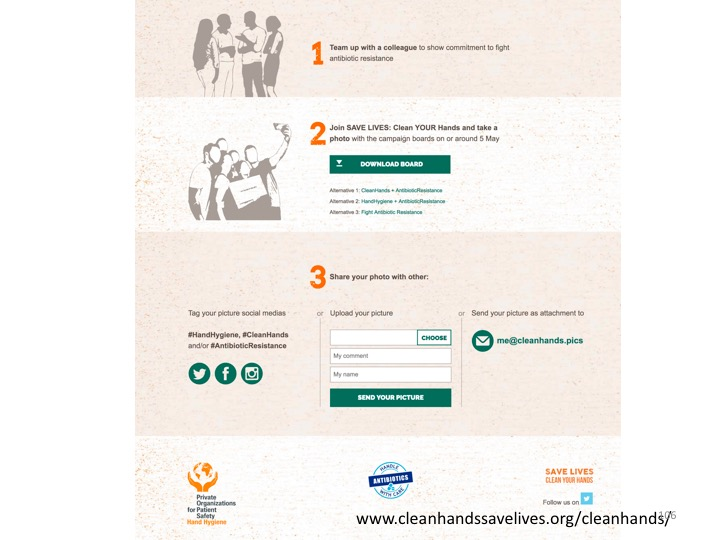 1 Team up with a colleague to show commitment to fight
antibiotic resistance
2 Join SAVE LIVES: Clean YOUR Hands and take a
photo with the campaign boards on or around 5 May
DOWNLOAD BOARD
Alternative 1: CleanHands + AntibioticResistance
Alternative 2: HandHygiene + AntibioticResistance
Alternative 3: Fight Antibiotic Resistance
3 Share your photo with other:
Tag your picture social medias
#HandHygiene, #CleanHands
and/or #AntibioticResistance
or
Upload your picture
CHOOSE
My comment
My name
SEND YOUR PICTURE
or
Send your picture as attachment to
me@cleanhands.pics
Private
Organizations
for Patient
Safety
Hand Hygiene
HANDLE
ANTIBIOTICS
WITH CARE
SAVE LIVES
CLEAN YOUR HANDS
Follow us on
www.cleanhandssavelives.org/cleanhands/
106